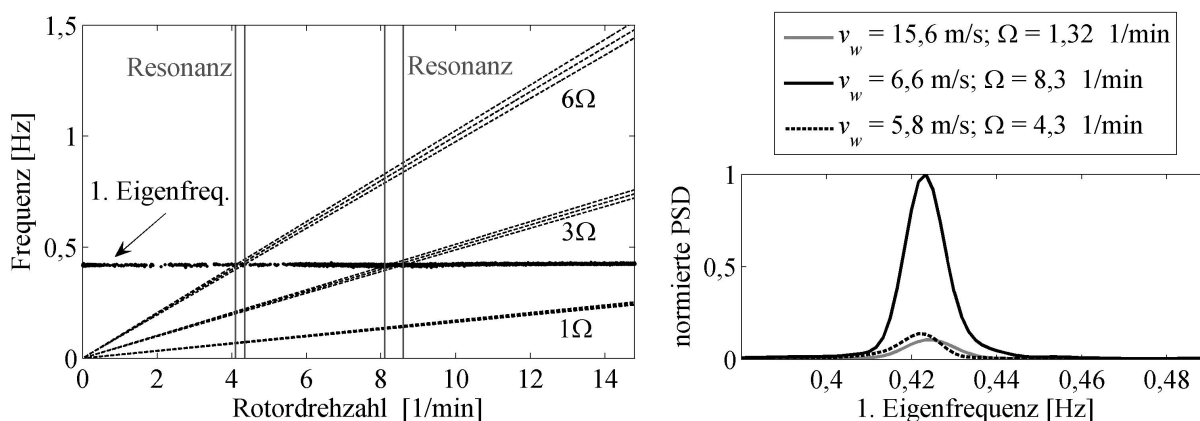 1,5
1
0,5
0
Frequenz [Hz]
Resonanz
Resonanz
6Ω
1. Eigenfreq.
3Ω
1Ω
0 2 4 6 8 10 12 14
Rotordrehzahl [1/min]
v_w = 15,6 m/s; Ω = 1,32 1/min
v_w = 6,6 m/s; Ω = 8,3 1/min
v_w = 5,8 m/s; Ω = 4,3 1/min
1
0,5
0
normierte PSD
0,4 0,42 0,44 0,46 0,48
1. Eigenfrequenz [Hz]